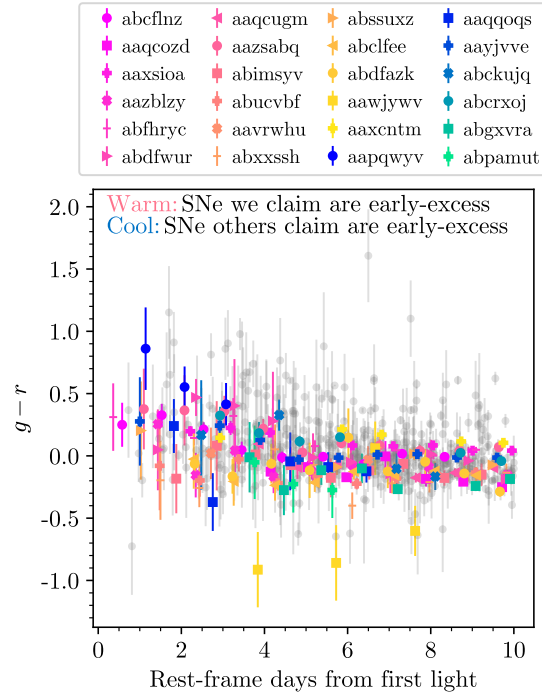 abcflnz aaqcugm abssuxz aaqqoqs
aaqcozd aazsabq abclfee aayjvve
aaxsioa abimsyv abdfazk abckujq
aazblzy abucvbf aawjywv abcrxoj
abfhryc aavrwhu aaxcntm abgxvra
abdfwur abxxssh aapqwyv abpamut
Warm: SNe we claim are early-excess
Cool: SNe others claim are early-excess
2.0
1.5
1.0
0.5
0.0
-0.5
-1.0
g − r
0 2 4 6 8 10
Rest-frame days from first light